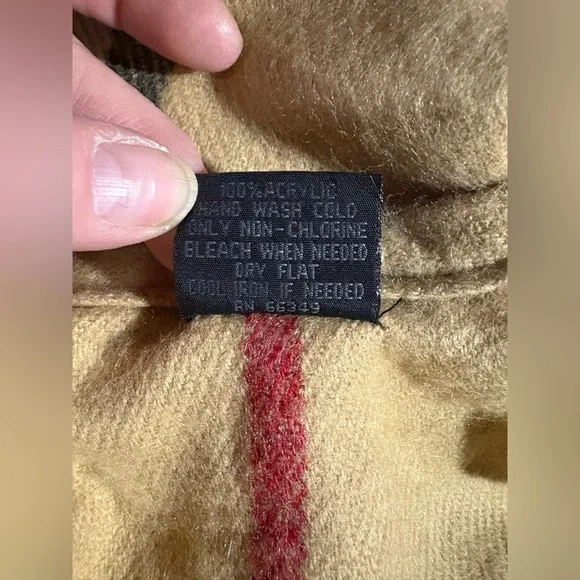 100% ACRYLIC
HAND WASH COLD
ONLY NON-CHLORINE
BLEACH WHEN NEEDED
DRY FLAT
COOL IRON IF NEEDED
RN 66349